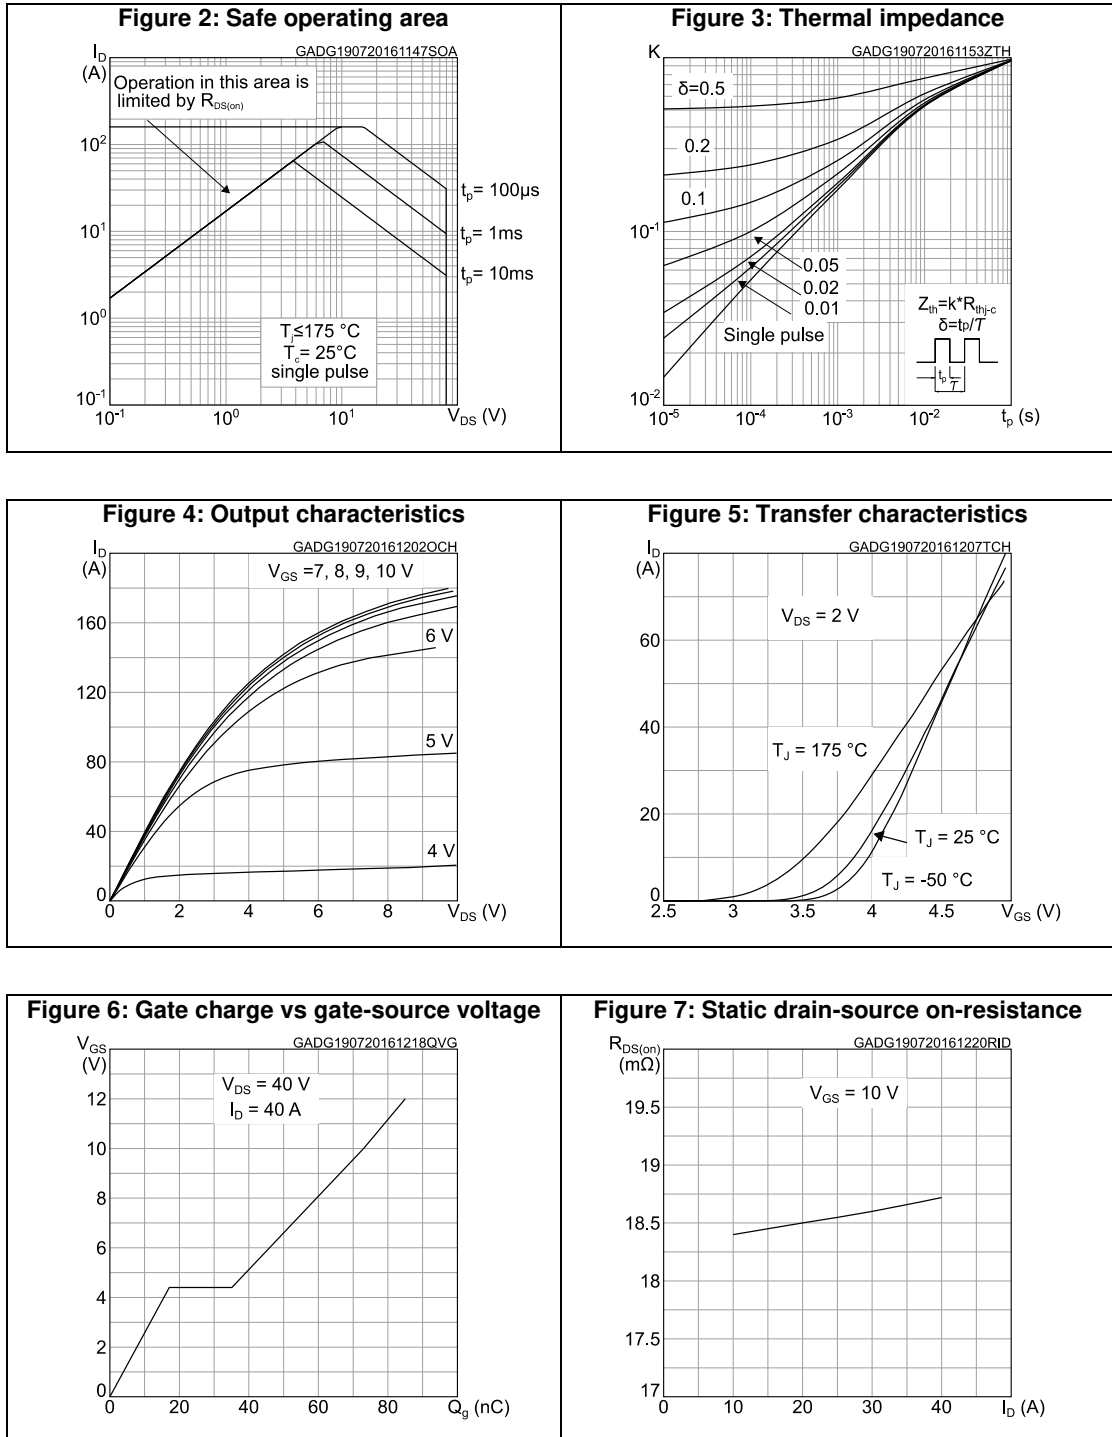 Figure 2: Safe operating area
I_D
(A)
GADG190720161147SOA
Operation in this area is
limited by R_DS(on)
10^2
t_p= 100µs
10^1
t_p= 1ms
t_p= 10ms
10^0
T_j≤175 °C
T_c= 25°C
single pulse
10^-1
10^-1 10^0 10^1 V_DS (V)
Figure 3: Thermal impedance
K
GADG190720161153ZTH
δ=0.5
0.2
0.1
10^-1
0.05
0.02
0.01
Single pulse
Z_th=k*R_thj-c
δ=tp/T
t_p
T
10^-2
10^-5 10^-4 10^-3 10^-2 t_p (s)
Figure 4: Output characteristics
I_D
(A)
GADG190720161202OCH
V_GS =7, 8, 9, 10 V
160
6 V
120
5 V
80
40
4 V
0
0 2 4 6 8 V_DS (V)
Figure 5: Transfer characteristics
I_D
(A)
GADG190720161207TCH
V_DS = 2 V
60
40
T_J = 175 °C
20
T_J = 25 °C
T_J = -50 °C
0
2.5 3 3.5 4 4.5 V_GS (V)
Figure 6: Gate charge vs gate-source voltage
V_GS
(V)
GADG190720161218QVG
V_DS = 40 V
I_D = 40 A
12
10
8
6
4
2
0
0 20 40 60 80 Q_g (nC)
Figure 7: Static drain-source on-resistance
R_DS(on)
(mΩ)
GADG190720161220RID
V_GS = 10 V
19.5
19
18.5
18
17.5
17
0 10 20 30 40 I_D (A)